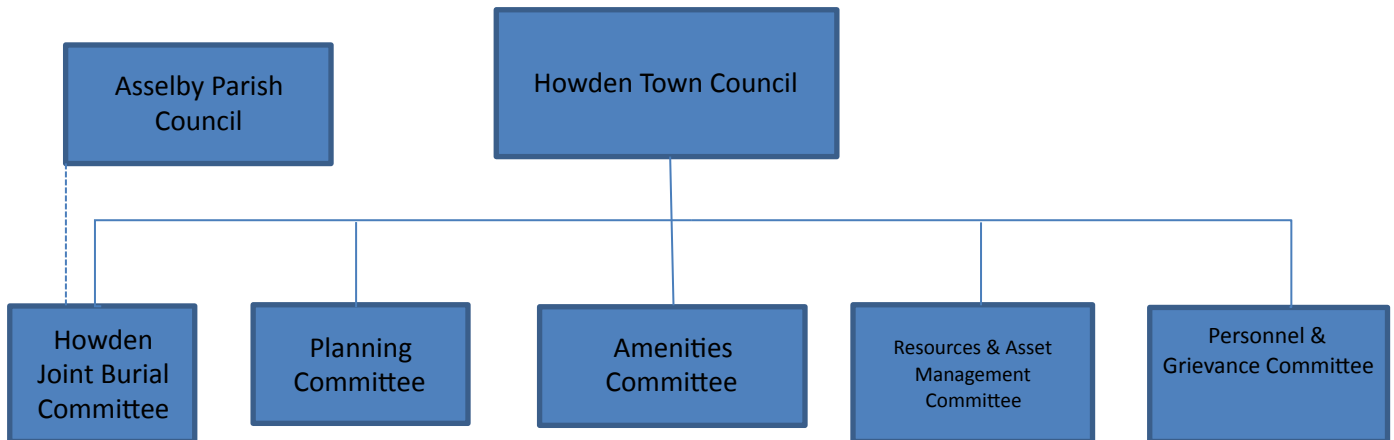 Asselby Parish
Council
Howden Town Council
Howden
Joint Burial
Committee
Planning
Committee
Amenities
Committee
Resources & Asset
Management
Committee
Personnel &
Grievance Committee